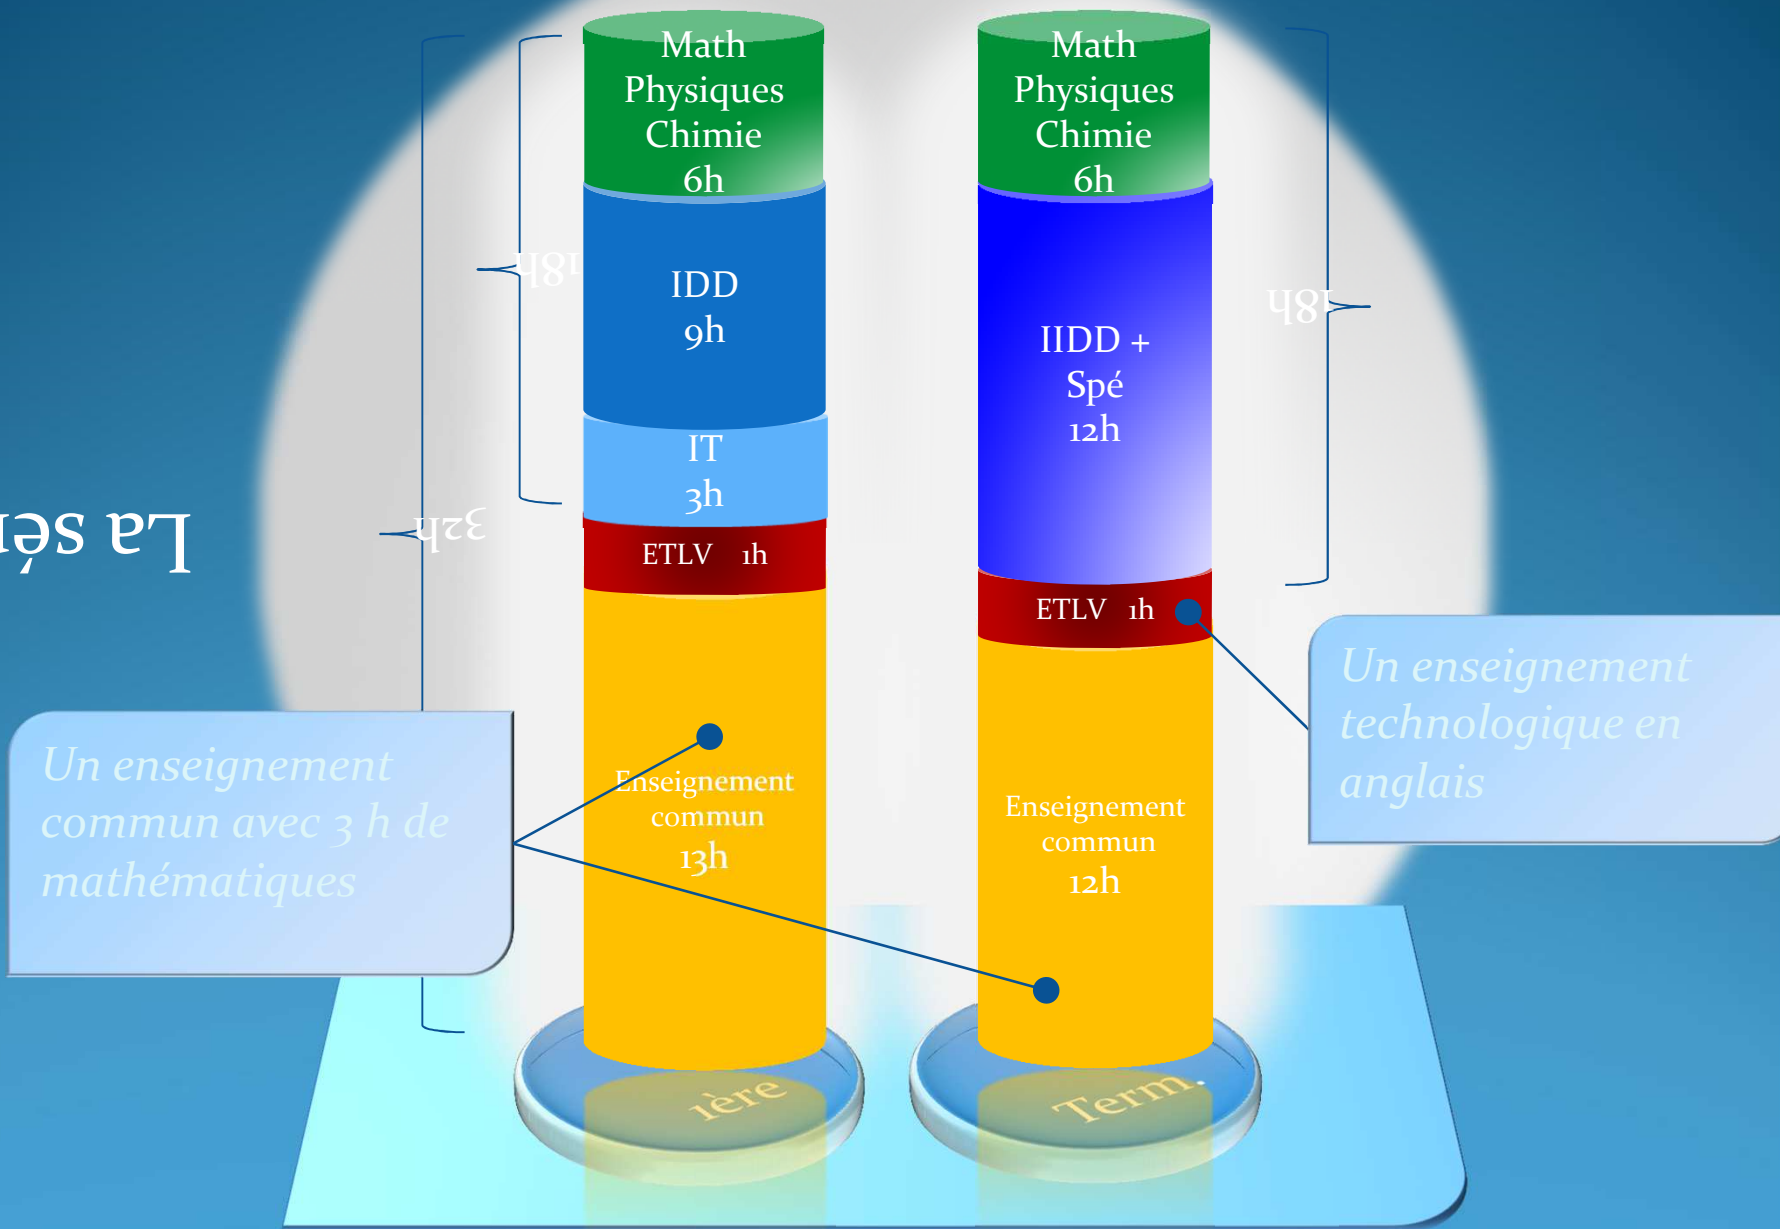 La sé
32h
18h
Math
Physiques
Chimie
6h
IDD
9h
IT
3h
ETLV 1h
Enseignement
commun
13h
1ère
Math
Physiques
Chimie
6h
IIDD +
Spé
12h
ETLV 1h
Enseignement
commun
12h
Term.
18h
Un enseignement
commun avec 3 h de
mathématiques
Un enseignement
technologique en
anglais